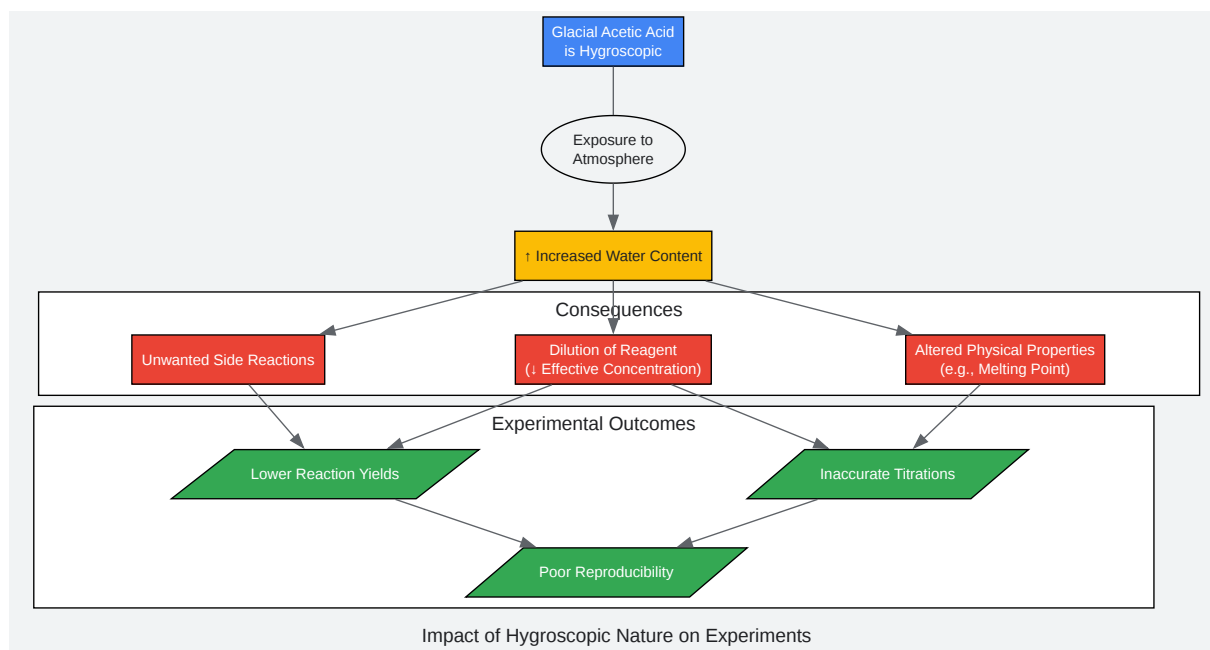 Glacial Acetic Acid
is Hygroscopic
Exposure to
Atmosphere
↑ Increased Water Content
Consequences
Unwanted Side Reactions
Dilution of Reagent
(↓ Effective Concentration)
Altered Physical Properties
(e.g., Melting Point)
Experimental Outcomes
Lower Reaction Yields
Inaccurate Titrations
Poor Reproducibility
Impact of Hygroscopic Nature on Experiments